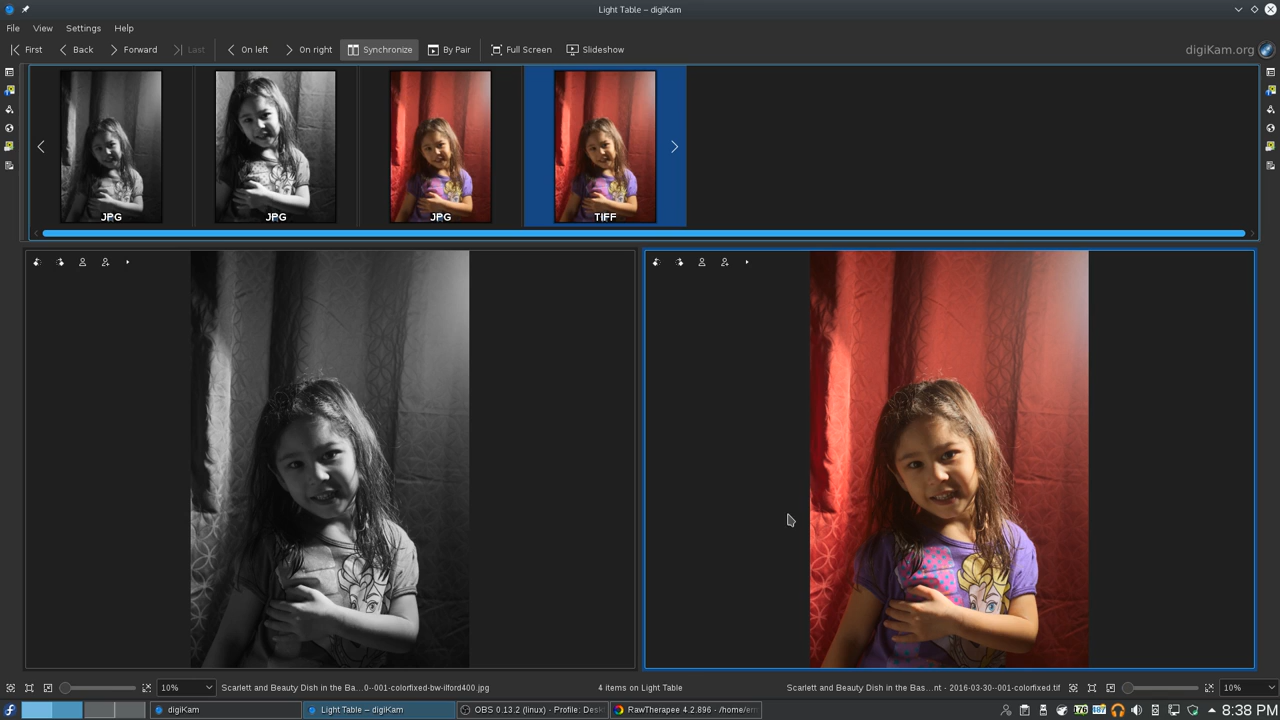 Light Table – digiKam
File View Settings Help
First Back Forward Last On left On right Synchronize By Pair Full Screen Slideshow digiKam.org
JPG JPG JPG TIFF
10% Scarlett and Beauty Dish in the Ba...0--001-colorfixed-bw-ilford400.jpg 4 items on Light Table Scarlett and Beauty Dish in the Bas...nt - 2016-03-30--001-colorfixed.tif 10%
digiKam Light Table – digiKam OBS 0.13.2 (linux) - Profile: Desk RawTherapee 4.2.896 - /home/em 176 187 8:38 PM